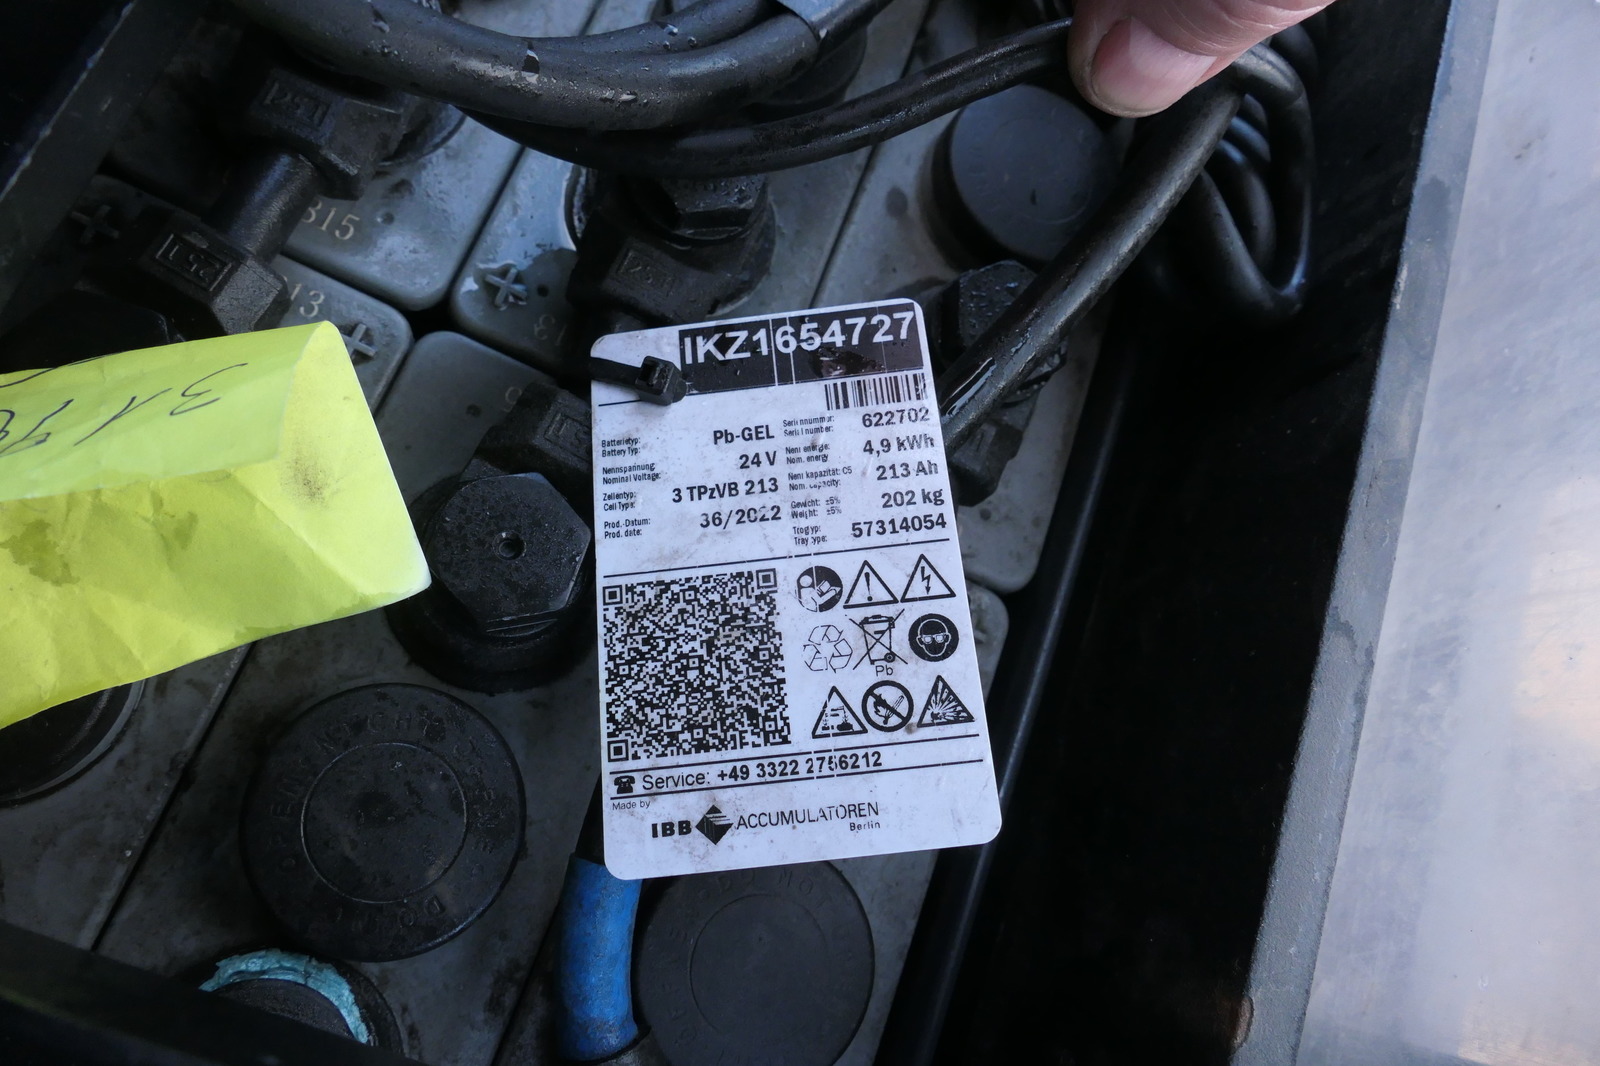 315
13
IKZ1654727
Batterietyp:
Battery Typ:
Pb-GEL
Nennspannung
Nominal Voltage:
24 V
Zellentyp:
Cell Type:
3 TPzVB 213
Prod.-Datum:
Prod. date:
36/2022
Seriennummer:
Serial number:
622702
Nennenergie:
Nom. energy
4,9 kWh
Nennkapazität: C5
Nom. capacity:
213 Ah
Gewicht: ±5%
Weight: ±5%
202 kg
Trogtyp:
Tray type:
57314054
Pb
Service: +49 3322 2756212
Made by
IBB ACCUMULATOREN
Berlin